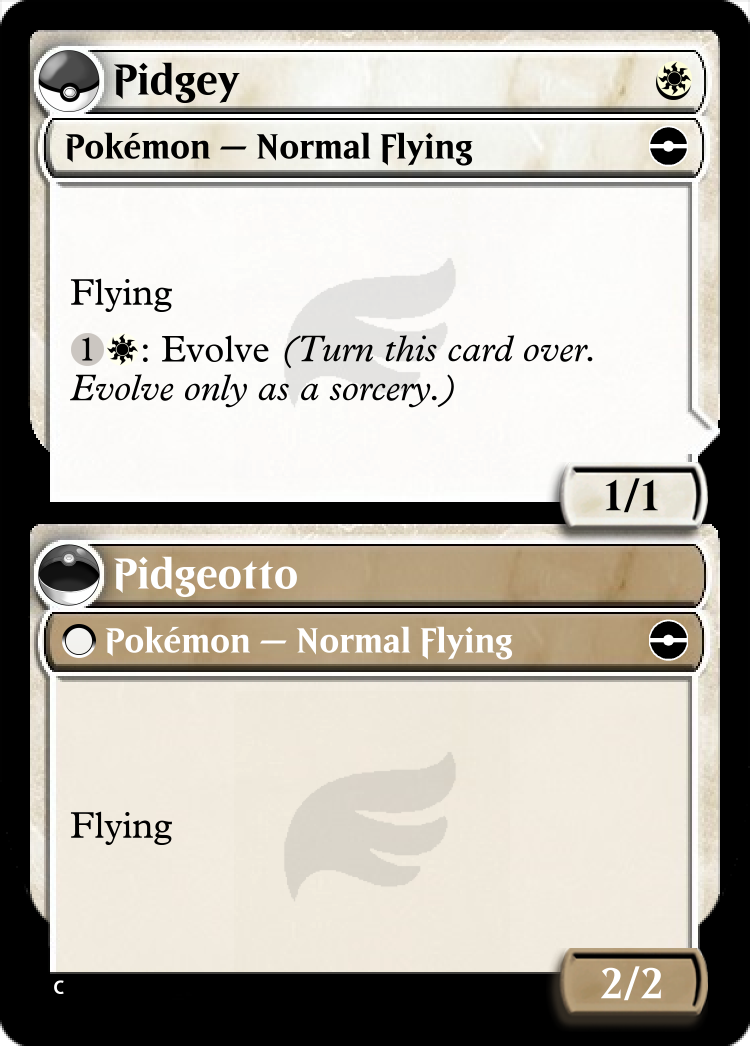 Pidgey
Pokémon — Normal Flying
Flying
1: Evolve (Turn this card over.
Evolve only as a sorcery.)
1/1
Pidgeotto
Pokémon — Normal Flying
Flying
2/2
C